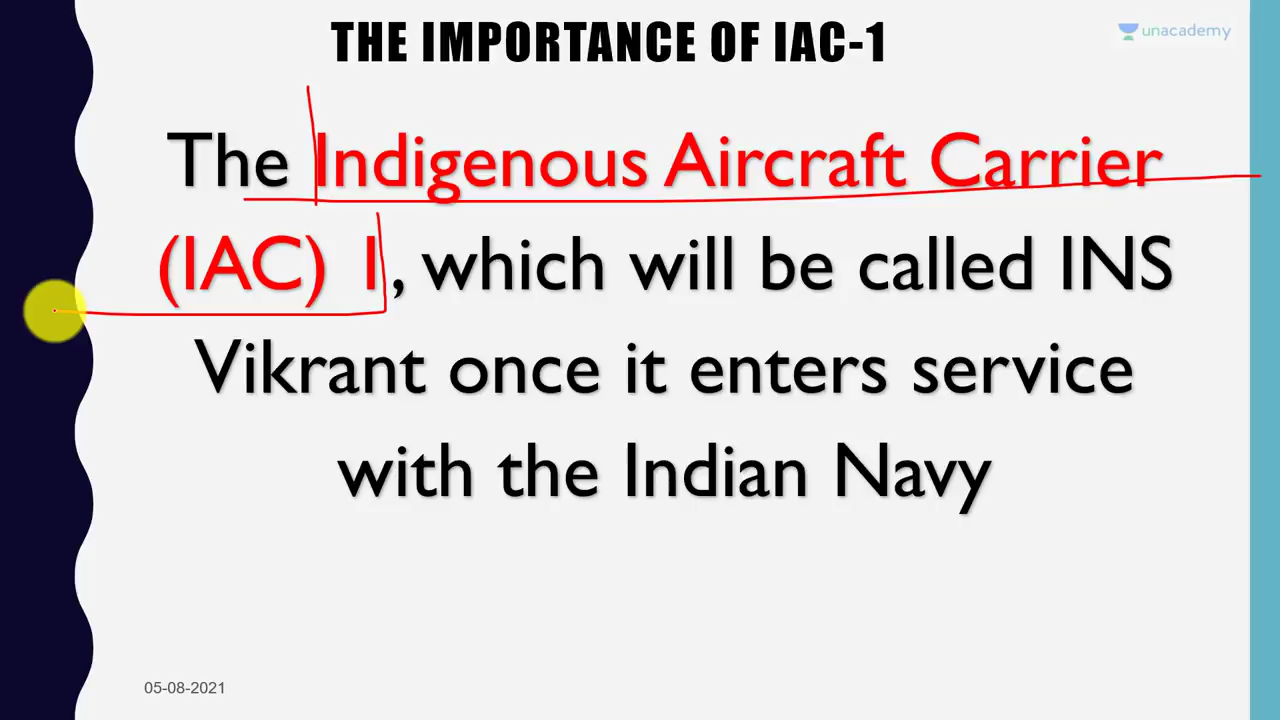 THE IMPORTANCE OF IAC-1
unacademy
The Indigenous Aircraft Carrier
(IAC) 1, which will be called INS
Vikrant once it enters service
with the Indian Navy
05-08-2021